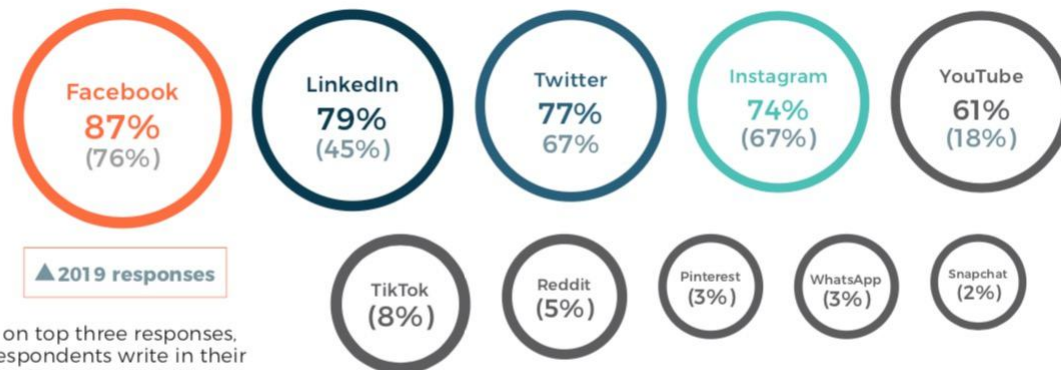 Facebook
87%
(76%)
LinkedIn
79%
(45%)
Twitter
77%
67%
Instagram
74%
(67%)
YouTube
61%
(18%)
▲2019 responses
TikTok
(8%)
Reddit
(5%)
Pinterest
(3%)
WhatsApp
(3%)
Snapchat
(2%)
on top three responses,
espondents write in their